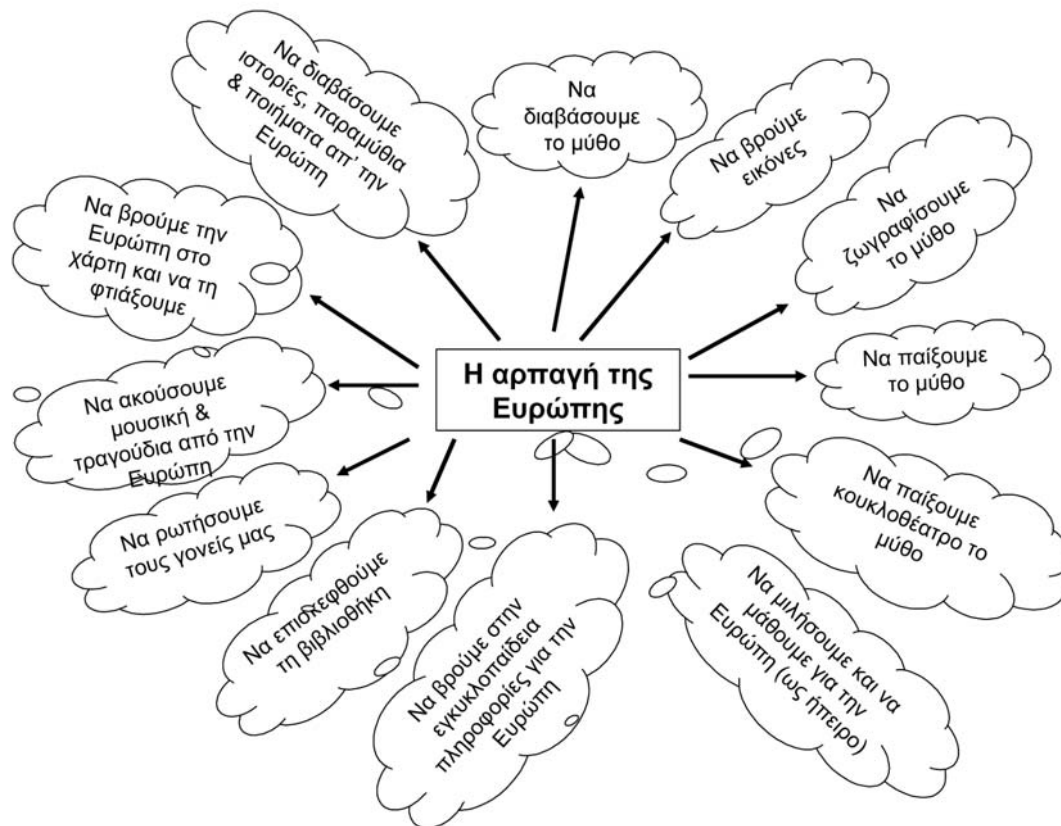 Να διαβάσουμε
ιστορίες, παραμύθια
& ποιήματα απ’ την
Ευρώπη
Να
διαβάσουμε
το μύθο
Να βρούμε
εικόνες
Να
ζωγραφίσουμε
το μύθο
Να βρούμε την
Ευρώπη στο
χάρτη και να τη
φτιάξουμε
Η αρπαγή της
Ευρώπης
Να παίξουμε
το μύθο
Να ακούσουμε
μουσική &
τραγούδια από την
Ευρώπη
Να παίξουμε
κουκλοθέατρο το
μύθο
Να ρωτήσουμε
τους γονείς μας
Να επισκεφθούμε
τη βιβλιοθήκη
Να βρούμε στην
εγκυκλοπαίδεια
πληροφορίες για την
Ευρώπη
Να μιλήσουμε και να
μάθουμε για την
Ευρώπη (ως ήπειρο)